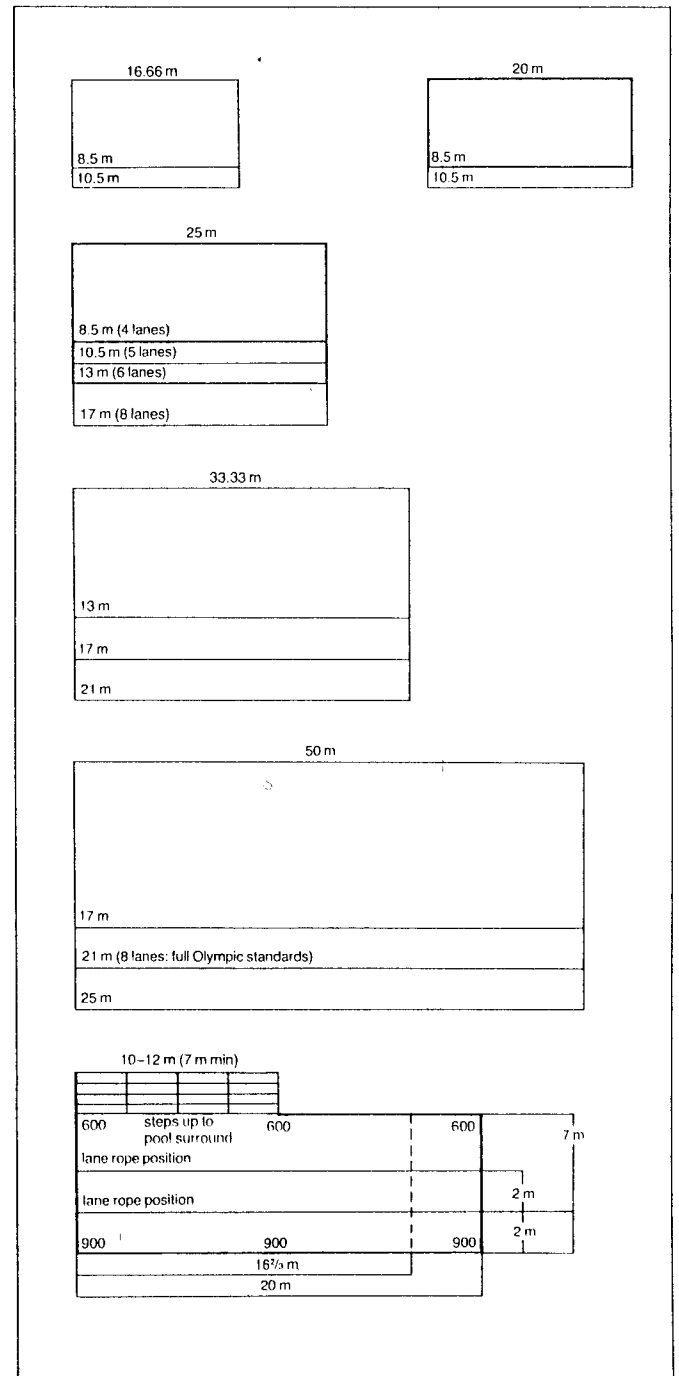 16.66 m
20 m
8.5 m
10.5 m
8.5 m
10.5 m
25 m
8.5 m (4 lanes)
10.5 m (5 lanes)
13 m (6 lanes)
17 m (8 lanes)
33.33 m
13 m
17 m
21 m
50 m
17 m
21 m (8 lanes: full Olympic standards)
25 m
10–12 m (7 m min)
600 steps up to 600 600
pool surround
7 m
lane rope position
lane rope position
2 m
2 m
900 900 900
16²/₃ m
20 m